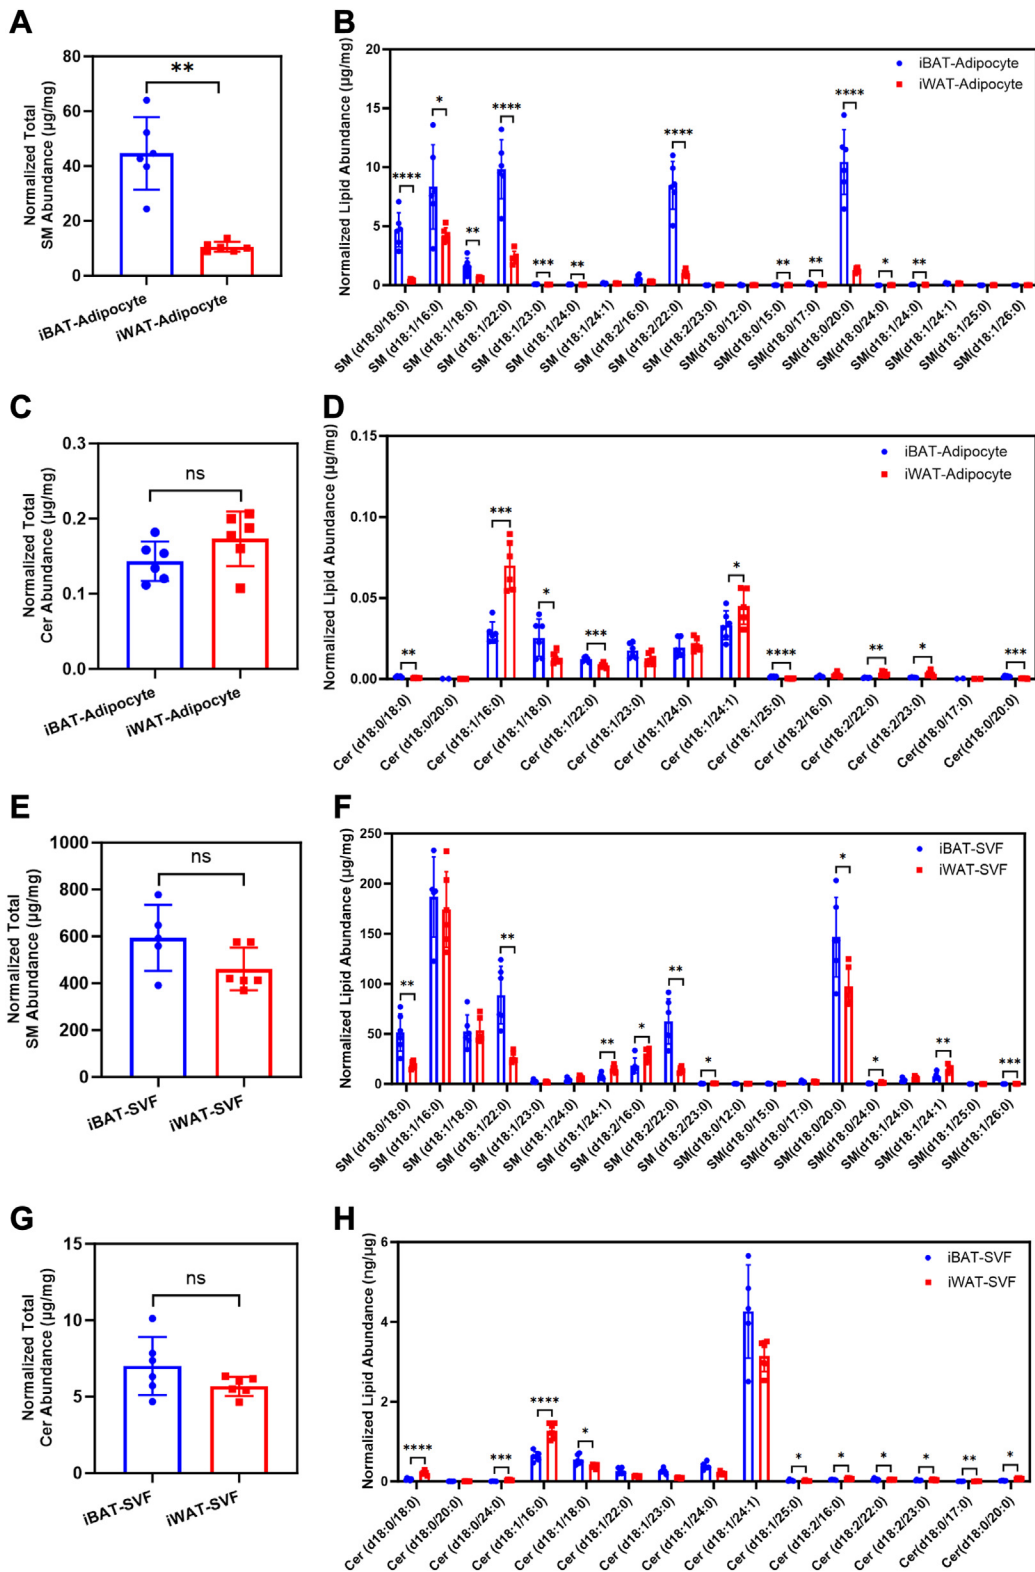 A
Normalized Total
SM Abundance (μg/mg)
80
60
40
20
0
**
iBAT-Adipocyte
iWAT-Adipocyte
B
Normalized Lipid Abundance (μg/mg)
20
15
10
5
0
iBAT-Adipocyte
iWAT-Adipocyte
**** * **** ** *** ** **** ** ** **** * **
SM (d18:0/18:0)
SM (d18:1/16:0)
SM (d18:1/18:0)
SM (d18:1/22:0)
SM (d18:1/23:0)
SM (d18:1/24:0)
SM (d18:1/24:1)
SM (d18:2/16:0)
SM (d18:2/22:0)
SM (d18:2/23:0)
SM(d18:0/12:0)
SM(d18:0/15:0)
SM(d18:0/17:0)
SM(d18:0/20:0)
SM(d18:0/24:0)
SM(d18:1/24:0)
SM(d18:1/24:1)
SM(d18:1/25:0)
SM(d18:1/26:0)
C
Normalized Total
Cer Abundance (μg/mg)
0.3
0.2
0.1
0.0
ns
iBAT-Adipocyte
iWAT-Adipocyte
D
Normalized Lipid Abundance (μg/mg)
0.15
0.10
0.05
0.00
iBAT-Adipocyte
iWAT-Adipocyte
** *** * *** * **** ** * ***
Cer (d18:0/18:0)
Cer (d18:0/20:0)
Cer (d18:1/16:0)
Cer (d18:1/18:0)
Cer (d18:1/22:0)
Cer (d18:1/23:0)
Cer (d18:1/24:0)
Cer (d18:1/24:1)
Cer (d18:1/25:0)
Cer (d18:2/16:0)
Cer (d18:2/22:0)
Cer (d18:2/23:0)
Cer(d18:0/17:0)
Cer(d18:0/20:0)
E
Normalized Total
SM Abundance (μg/mg)
1000
800
600
400
200
0
ns
iBAT-SVF
iWAT-SVF
F
Normalized Lipid Abundance (μg/mg)
250
200
150
100
50
0
iBAT-SVF
iWAT-SVF
** ** ** * ** * * * ** ***
SM (d18:0/18:0)
SM (d18:1/16:0)
SM (d18:1/18:0)
SM (d18:1/22:0)
SM (d18:1/23:0)
SM (d18:1/24:0)
SM (d18:1/24:1)
SM (d18:2/16:0)
SM (d18:2/22:0)
SM (d18:2/23:0)
SM(d18:0/12:0)
SM(d18:0/15:0)
SM(d18:0/17:0)
SM(d18:0/20:0)
SM(d18:0/24:0)
SM(d18:1/24:0)
SM(d18:1/24:1)
SM(d18:1/25:0)
SM(d18:1/26:0)
G
Normalized Total
Cer Abundance (μg/mg)
15
10
5
0
ns
iBAT-SVF
iWAT-SVF
H
Normalized Lipid Abundance (ng/μg)
6
4
2
0
iBAT-SVF
iWAT-SVF
**** *** **** * * * * * ** *
Cer (d18:0/18:0)
Cer (d18:0/20:0)
Cer (d18:0/24:0)
Cer (d18:1/16:0)
Cer (d18:1/18:0)
Cer (d18:1/22:0)
Cer (d18:1/23:0)
Cer (d18:1/24:0)
Cer (d18:1/24:1)
Cer (d18:1/25:0)
Cer (d18:2/16:0)
Cer (d18:2/22:0)
Cer (d18:2/23:0)
Cer(d18:0/17:0)
Cer(d18:0/20:0)